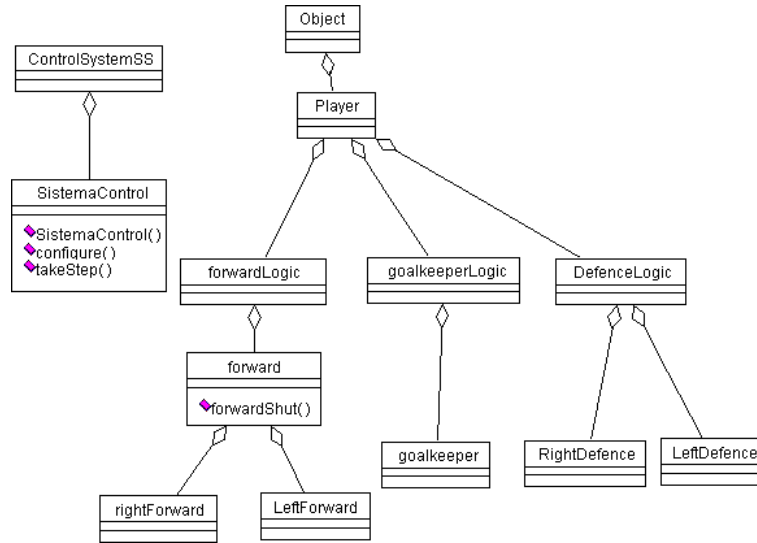 Object
ControlSystemSS
Player
SistemaControl
SistemaControl()
configure()
takeStep()
forwardLogic
goalkeeperLogic
DefenceLogic
forward
forwardShut()
goalkeeper
RightDefence
LeftDefence
rightForward
LeftForward